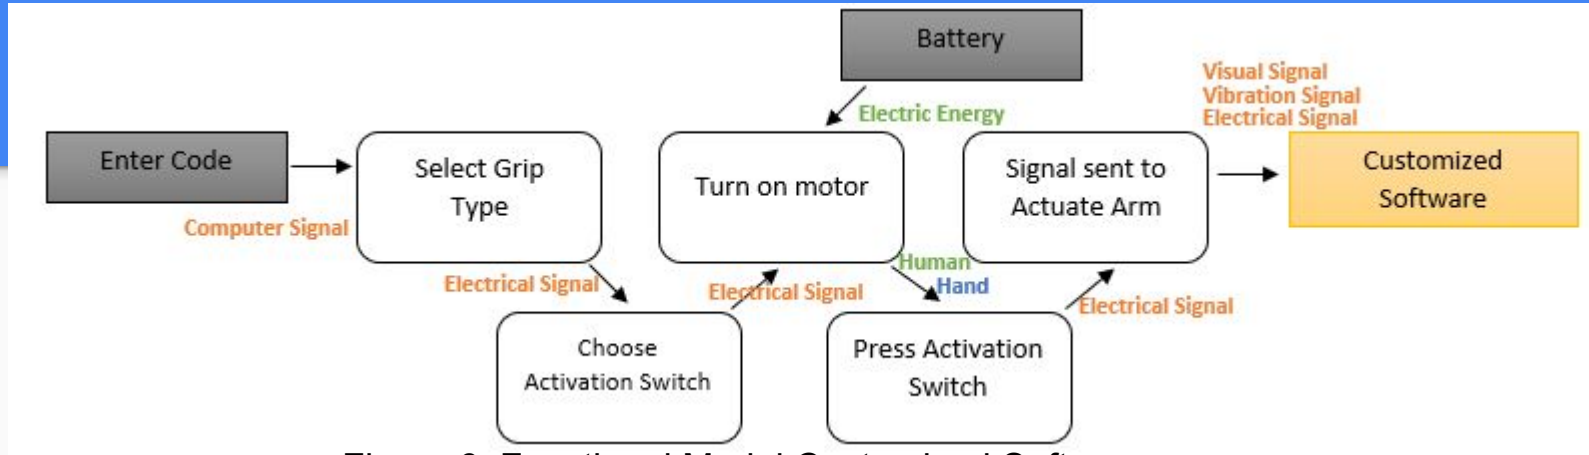 Battery
Visual Signal
Vibration Signal
Electrical Signal
Electric Energy
Enter Code
Select Grip
Type
Turn on motor
Signal sent to
Actuate Arm
Customized
Software
Computer Signal
Human
Hand
Electrical Signal
Electrical Signal
Electrical Signal
Choose
Activation Switch
Press Activation
Switch
Functional Model